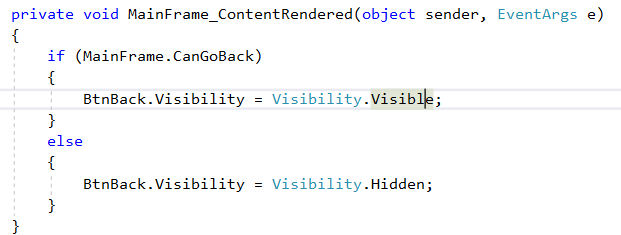 private void MainFrame_ContentRendered(object sender, EventArgs e)
{
    if (MainFrame.CanGoBack)
    {
        BtnBack.Visibility = Visibility.Visible;
    }
    else
    {
        BtnBack.Visibility = Visibility.Hidden;
    }
}